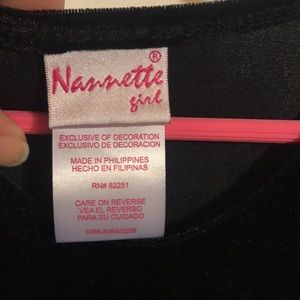 Nannette®
girl
EXCLUSIVE OF DECORATION
EXCLUSIVO DE DECORACION
MADE IN PHILIPPINES
HECHO EN FILIPINAS
RN# 82251
CARE ON REVERSE
VEA EL REVERSO
PARA SU CUIDADO